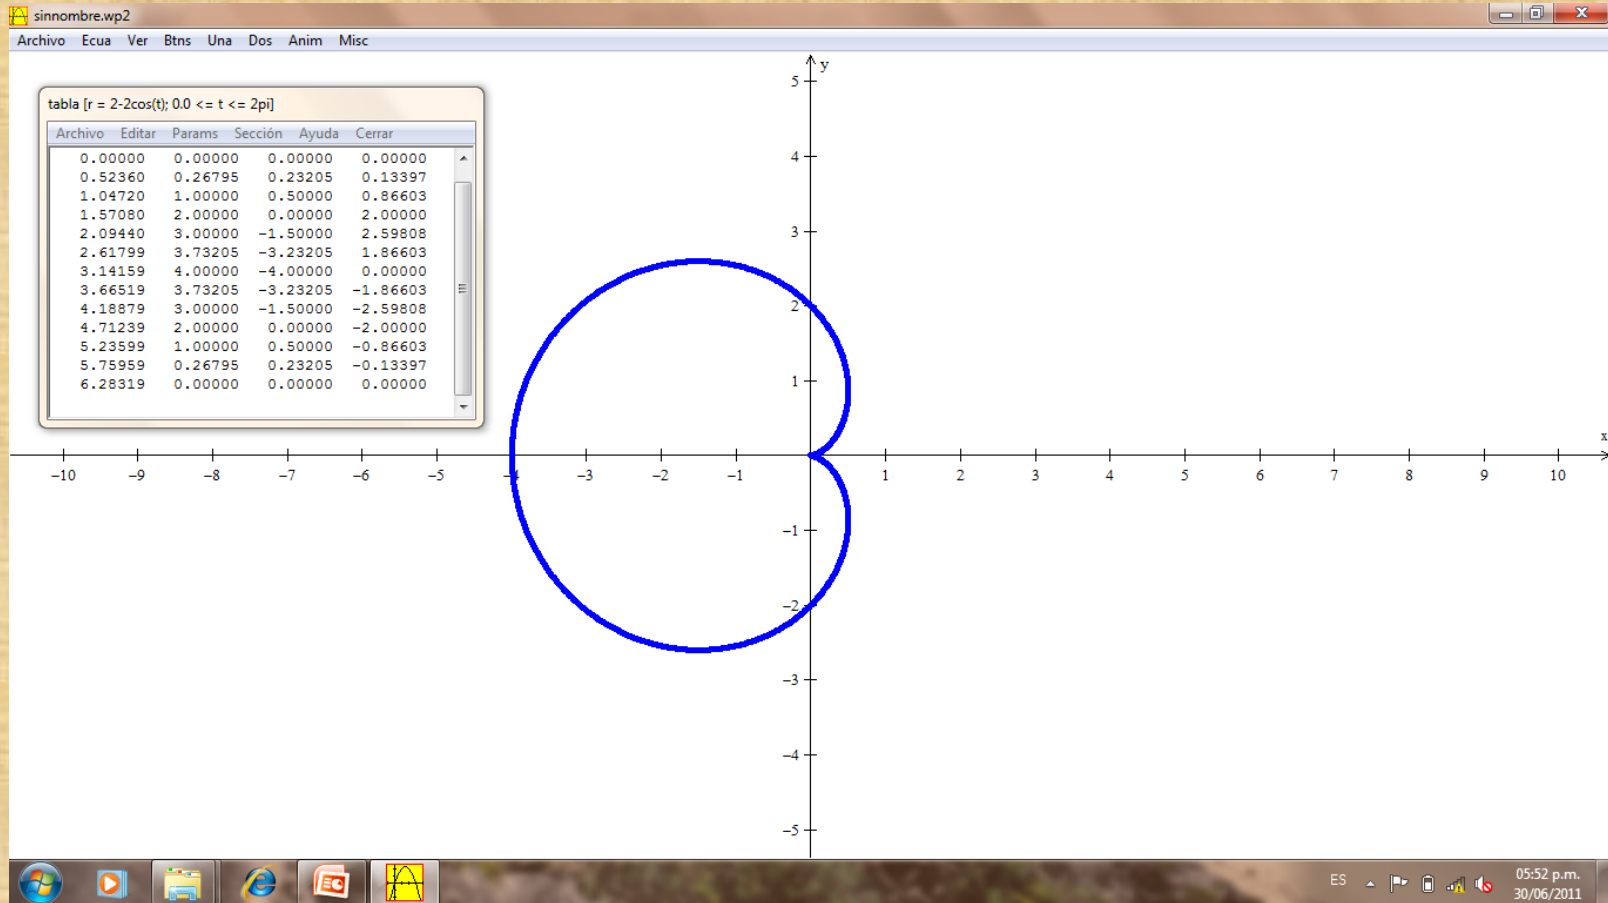 sinnombre.wp2
Archivo Ecua Ver Btns Una Dos Anim Misc
tabla [r = 2-2cos(t); 0.0 <= t <= 2pi]
Archivo Editar Params Sección Ayuda Cerrar
0.00000 0.00000 0.00000 0.00000
0.52360 0.26795 0.23205 0.13397
1.04720 1.00000 0.50000 0.86603
1.57080 2.00000 0.00000 2.00000
2.09440 3.00000 −1.50000 2.59808
2.61799 3.73205 −3.23205 1.86603
3.14159 4.00000 −4.00000 0.00000
3.66519 3.73205 −3.23205 −1.86603
4.18879 3.00000 −1.50000 −2.59808
4.71239 2.00000 0.00000 −2.00000
5.23599 1.00000 0.50000 −0.86603
5.75959 0.26795 0.23205 −0.13397
6.28319 0.00000 0.00000 0.00000
y
5
4
3
2
1
x
−10 −9 −8 −7 −6 −5 −4 −3 −2 −1 1 2 3 4 5 6 7 8 9 10
−1
−2
−3
−4
−5
ES
05:52 p.m.
30/06/2011